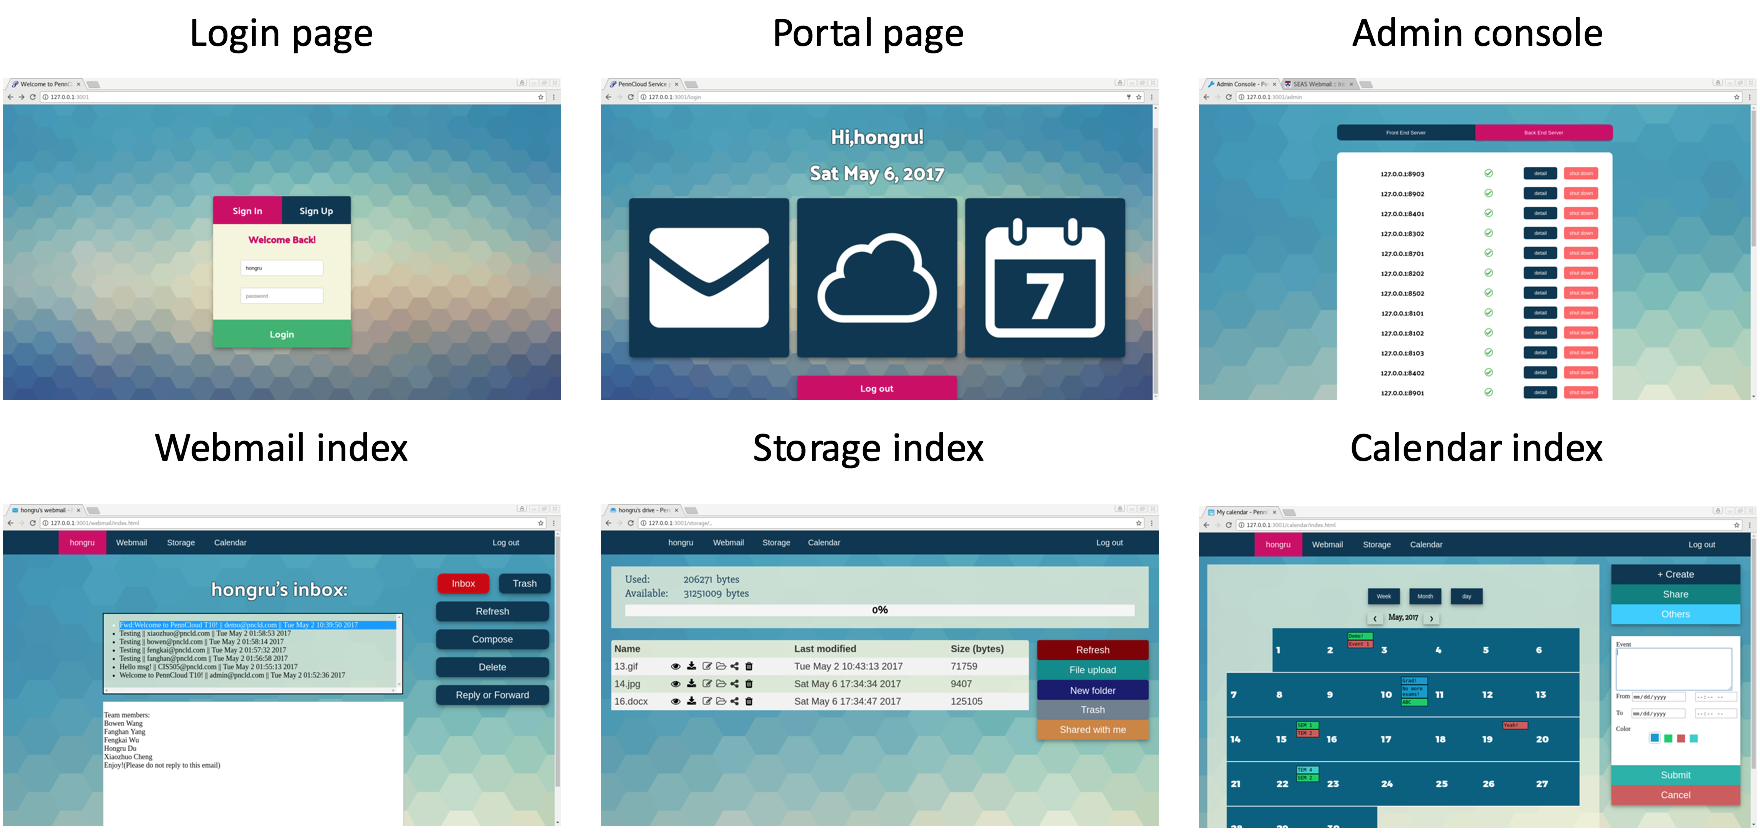 Login page
Portal page
Admin console
Welcome to PennC
127.0.0.1:3001
Sign In
Sign Up
Welcome Back!
hongru
password
Login
PennCloud Service
127.0.0.1:3001/login
Hi,hongru!
Sat May 6, 2017
7
Log out
Admin Console - Pe
SEAS Webmail ::
127.0.0.1:3001/admin
Front End Server
Back End Server
127.0.0.1:8903 detail shut down
127.0.0.1:8902 detail shut down
127.0.0.1:8401 detail shut down
127.0.0.1:8302 detail shut down
127.0.0.1:8701 detail shut down
127.0.0.1:8202 detail shut down
127.0.0.1:8502 detail shut down
127.0.0.1:8101 detail shut down
127.0.0.1:8102 detail shut down
127.0.0.1:8103 detail shut down
127.0.0.1:8402 detail shut down
127.0.0.1:8901 detail shut down
Webmail index
Storage index
Calendar index
hongru's webmail -
127.0.0.1:3001/webmail/index.html
hongru Webmail Storage Calendar Log out
hongru's inbox:
Inbox Trash
Refresh
Compose
Delete
Reply or Forward
Fwd:Welcome to PennCloud T10! || demo@pncld.com || Tue May 2 10:39:50 2017
Testing || xiaozhuo@pncld.com || Tue May 2 01:58:53 2017
Testing || bowen@pncld.com || Tue May 2 01:58:14 2017
Testing || fengkai@pncld.com || Tue May 2 01:57:32 2017
Testing || fanghan@pncld.com || Tue May 2 01:56:58 2017
Hello msg! || CIS505@pncld.com || Tue May 2 01:55:13 2017
Welcome to PennCloud T10! || admin@pncld.com || Tue May 2 01:52:36 2017
Team members:
Bowen Wang
Fanghan Yang
Fengkai Wu
Hongru Du
Xiaozhuo Cheng
Enjoy!(Please do not reply to this email)
hongru's drive - Pen
127.0.0.1:3001/storage/..
hongru Webmail Storage Calendar Log out
Used: 206271 bytes
Available: 31251009 bytes
0%
Name Last modified Size (bytes)
13.gif Tue May 2 10:43:13 2017 71759
14.jpg Sat May 6 17:34:34 2017 9407
16.docx Sat May 6 17:34:47 2017 125105
Refresh
File upload
New folder
Trash
Shared with me
My calendar - Penn
127.0.0.1:3001/calendar/index.html
hongru Webmail Storage Calendar Log out
Week Month day
May, 2017
Demo!
Event 1
1 2 3 4 5 6
Grad!
No more
exams!
ABC
7 8 9 10 11 12 13
SEM 1
TEM 2
Yeah!
14 15 16 17 18 19 20
TEM 4
SEM 2
21 22 23 24 25 26 27
28 29 30
+ Create
Share
Others
Event
From mm/dd/yyyy --:-- --
To mm/dd/yyyy --:-- --
Color
Submit
Cancel